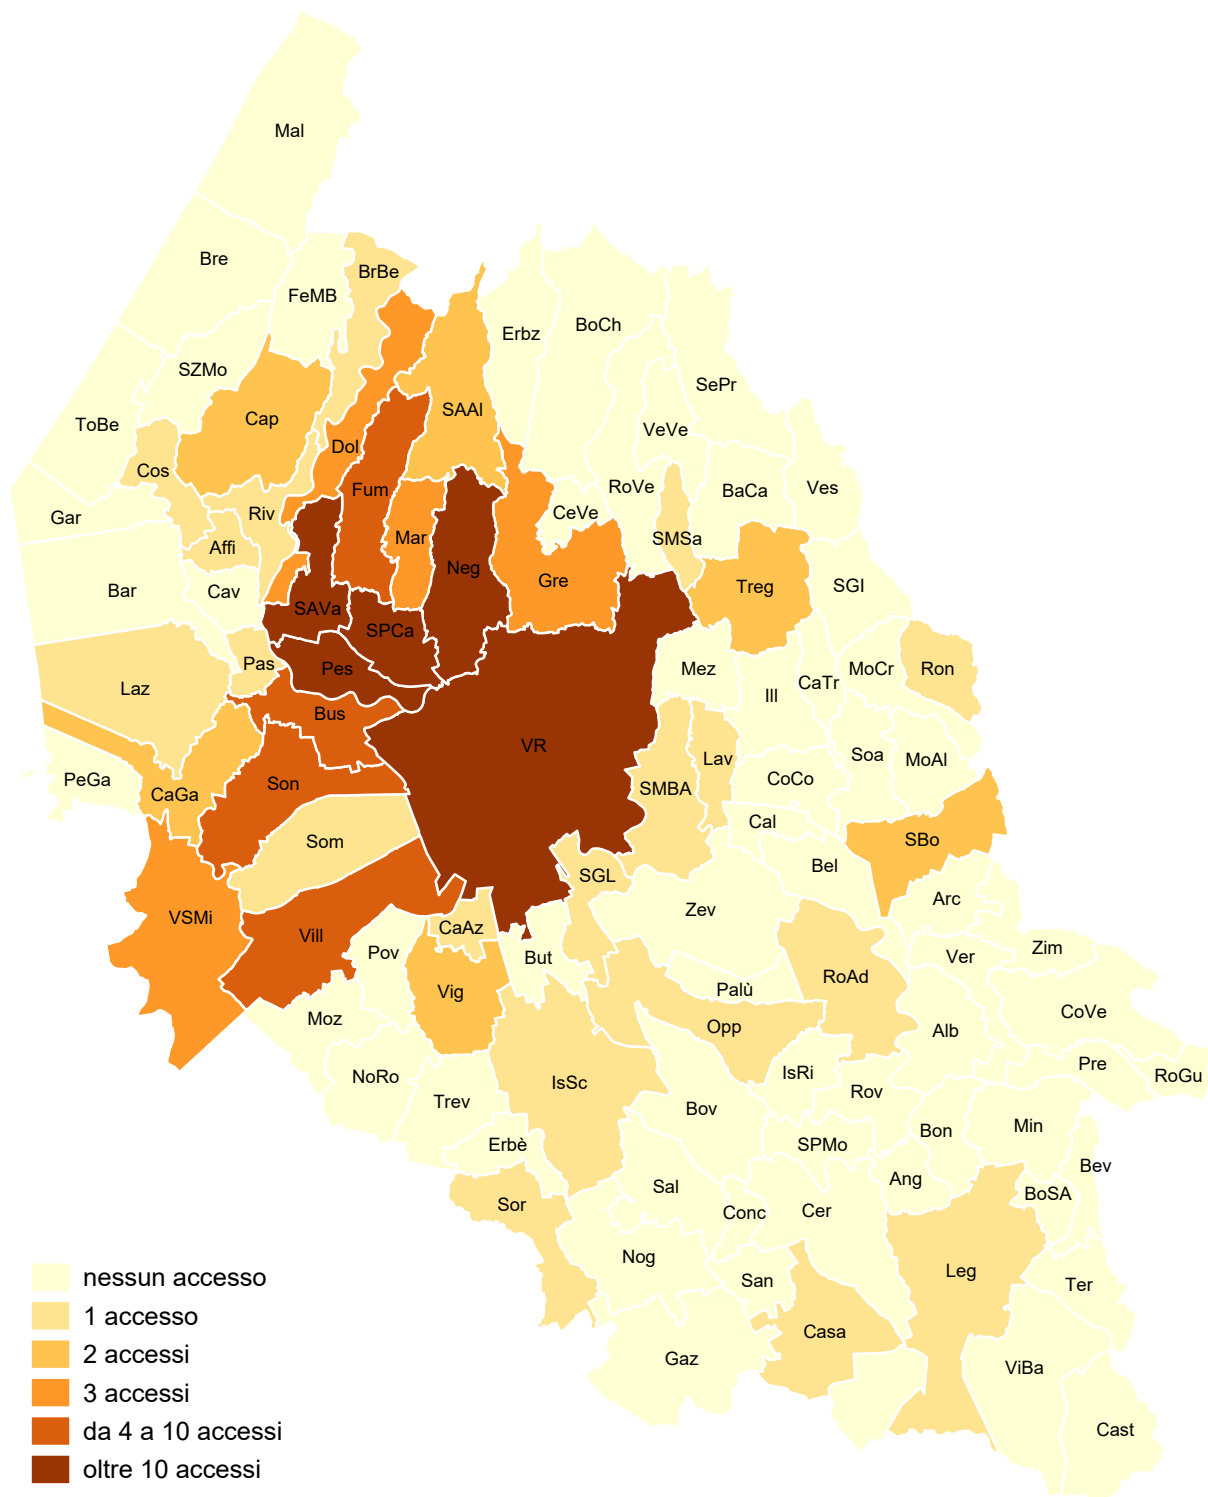 Mal
Bre
BrBe
FeMB
Erbz
BoCh
SZMo
SePr
Cap
SAAl
ToBe
VeVe
Dol
Cos
RoVe
BaCa
Ves
Fum
Gar
Riv
CeVe
Mar
SMSa
Affi
Neg
Gre
Treg
SGI
Bar
Cav
SAVa
SPCa
Pas
Pes
Mez
CaTr
MoCr
Ron
Laz
Ill
Bus
VR
Soa
MoAl
Lav
PeGa
CaGa
Son
SMBA
CoCo
Cal
Som
SBo
SGL
Bel
Arc
VSMi
Zev
CaAz
Vill
Pov
But
Ver
Zim
RoAd
Vig
Palù
Moz
Opp
Alb
CoVe
NoRo
IsSc
IsRi
Pre
RoGu
Rov
Trev
Bov
Min
Erbè
SPMo
Bon
Bev
Ang
Sal
BoSA
Sor
Conc
Cer
Nog
San
Leg
Ter
Casa
Gaz
ViBa
Cast
nessun accesso
1 accesso
2 accessi
3 accessi
da 4 a 10 accessi
oltre 10 accessi